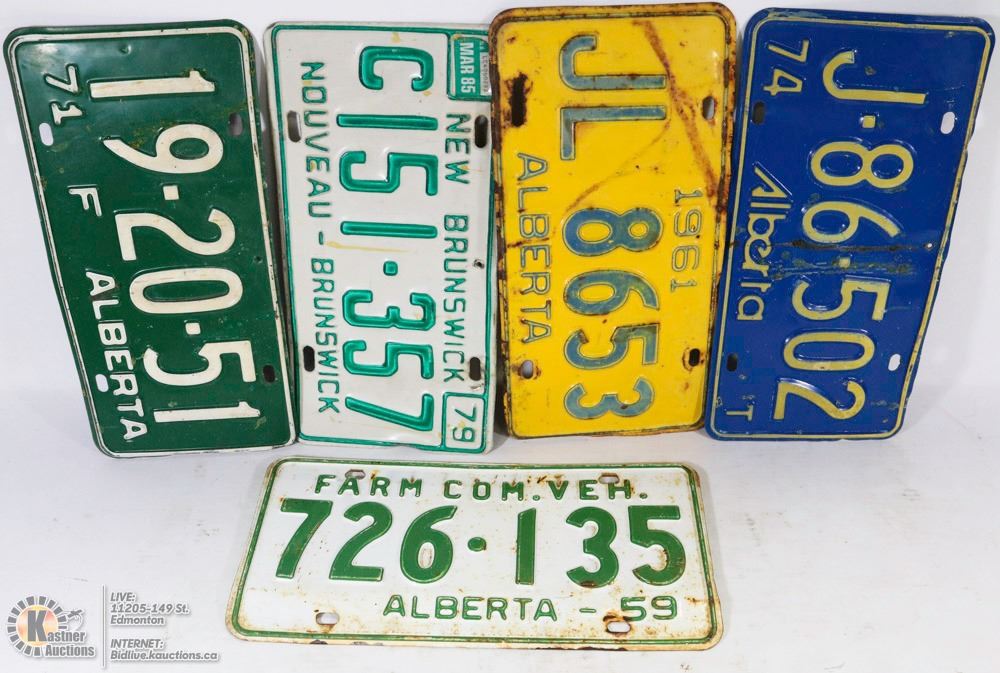 19·20·51
71
F
ALBERTA
MAR 85
C151·357
NEW BRUNSWICK
NOUVEAU-BRUNSWICK
79
JL 8653
1961
ALBERTA
J·86·502
74
Alberta
T
FARM COM. VEH.
726·135
ALBERTA - 59
Kastner
Auctions
LIVE:
11205-149 St.
Edmonton
INTERNET:
Bidlive.kauctions.ca